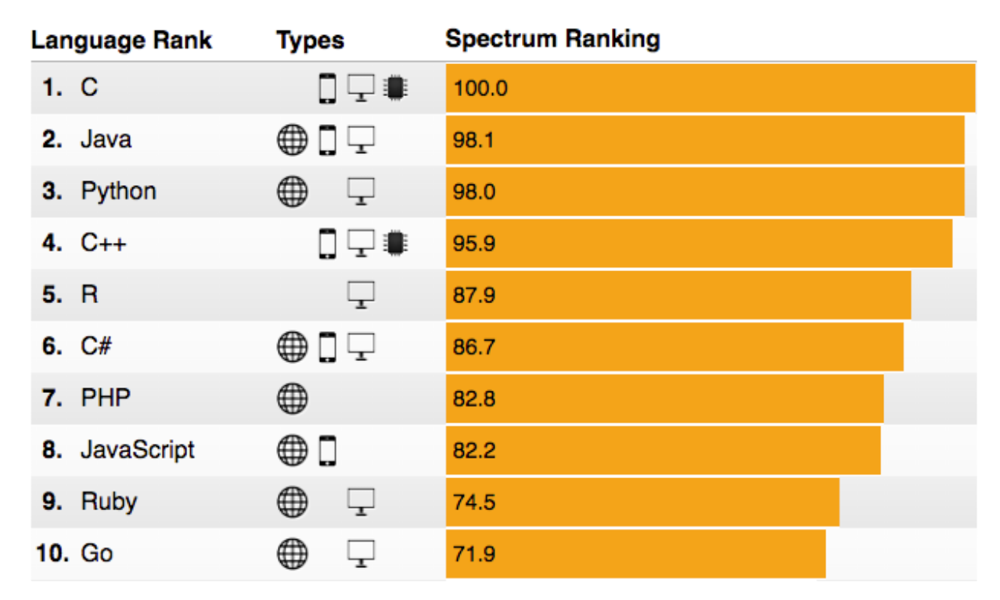 Language Rank Types Spectrum Ranking
1. C 100.0
2. Java 98.1
3. Python 98.0
4. C++ 95.9
5. R 87.9
6. C# 86.7
7. PHP 82.8
8. JavaScript 82.2
9. Ruby 74.5
10. Go 71.9